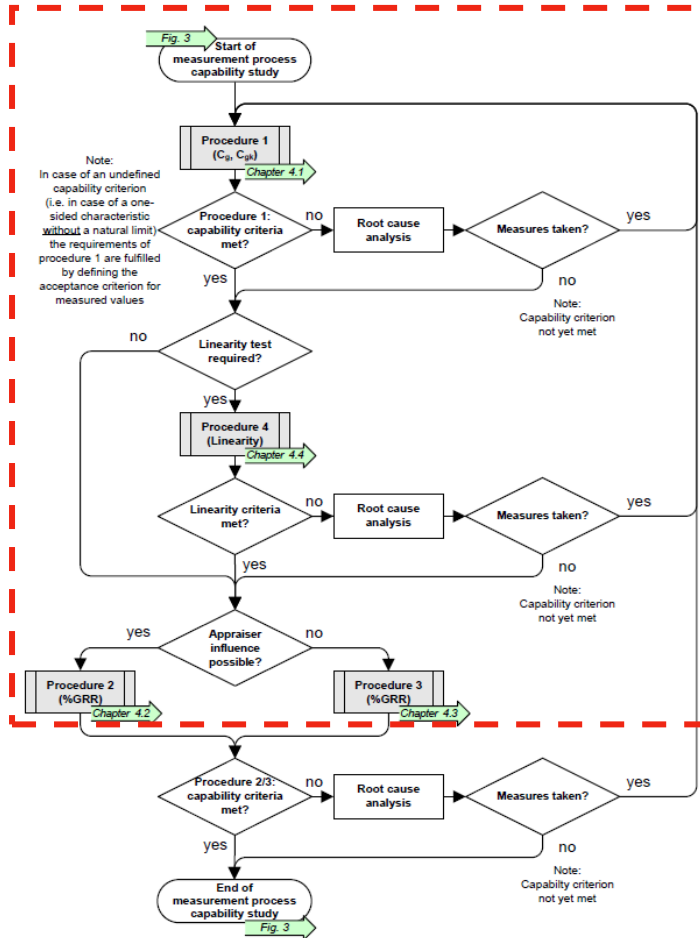 Fig. 3
Start of
measurement process
capability study
Procedure 1
(Cg, Cgk)
Chapter 4.1
Note:
In case of an undefined
capability criterion
(i.e. in case of a one-
sided characteristic
without a natural limit)
the requirements of
procedure 1 are fulfilled
by defining the
acceptance criterion for
measured values
Procedure 1:
capability criteria
met?
no
Root cause
analysis
Measures taken?
yes
yes
no
Note:
Capability criterion
not yet met
no
Linearity test
required?
yes
Procedure 4
(Linearity)
Chapter 4.4
Linearity criteria
met?
no
Root cause
analysis
Measures taken?
yes
yes
no
Note:
Capability criterion
not yet met
yes
Appraiser
influence
possible?
no
Procedure 2
(%GRR)
Chapter 4.2
Procedure 3
(%GRR)
Chapter 4.3
Procedure 2/3:
capability criteria
met?
no
Root cause
analysis
Measures taken?
yes
yes
no
Note:
Capabilty criterion
not yet met
End of
measurement process
capability study
Fig. 3